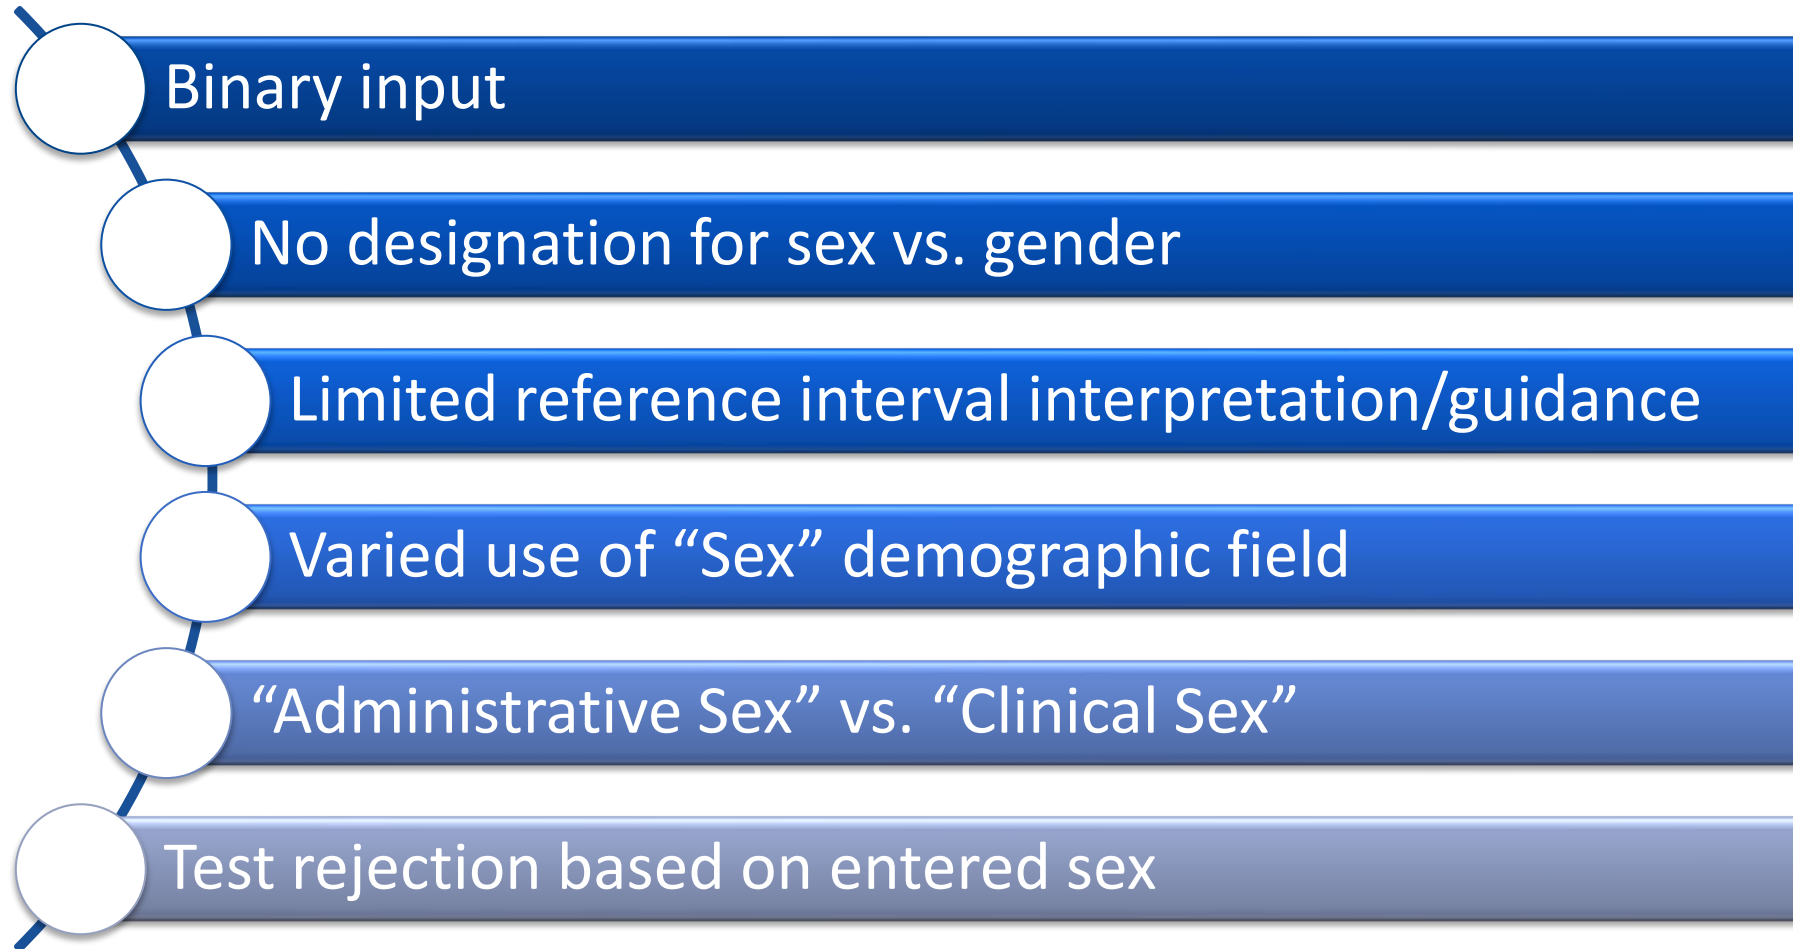 Binary input
No designation for sex vs. gender
Limited reference interval interpretation/guidance
Varied use of “Sex” demographic field
“Administrative Sex” vs. “Clinical Sex”
Test rejection based on entered sex